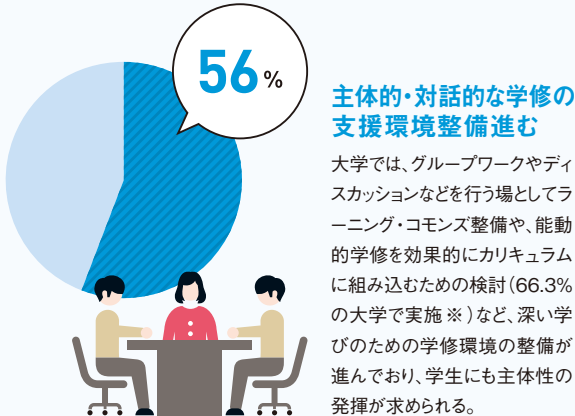 56%
主体的・対話的な学修の
支援環境整備進む
大学では、グループワークやディ
スカッションなどを行う場としてラ
ーニング・コモンズ整備や、能動
的学修を効果的にカリキュラム
に組み込むための検討(66.3%
の大学で実施※)など、深い学
びのための学修環境の整備が
進んでおり、学生にも主体性の
発揮が求められる。